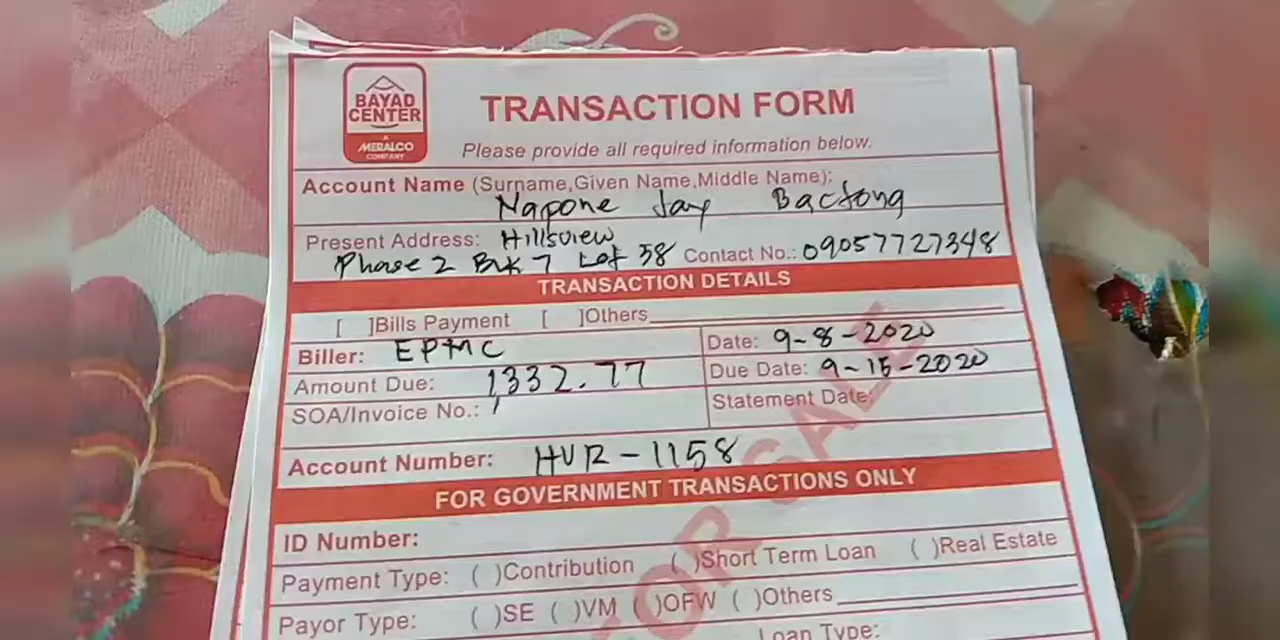 BAYAD
CENTER
A
MERALCO
COMPANY
TRANSACTION FORM
Please provide all required information below.
Account Name (Surname,Given Name,Middle Name):
Napone Jay Bactong
Present Address: Hillsview
Phase 2 Blk 7 Lot 58 Contact No.: 09057727348
TRANSACTION DETAILS
[ ]Bills Payment [ ]Others
Biller: EPMC Date: 9-8-2020
Amount Due: 1,332.77 Due Date: 9-15-2020
SOA/Invoice No.: Statement Date:
Account Number: HVR-1158
FOR GOVERNMENT TRANSACTIONS ONLY
ID Number:
Payment Type: ( )Contribution ( )Short Term Loan ( )Real Estate
Payor Type: ( )SE ( )VM ( )OFW ( )Others
Loan Type:
FOR SALE